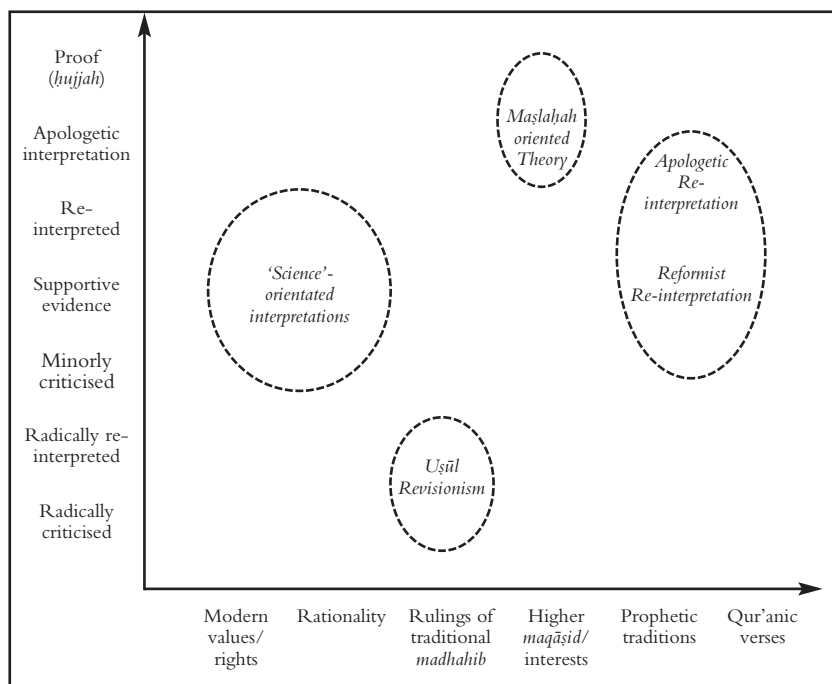 Proof
(ḥujjah)
Apologetic
interpretation
Re-
interpreted
Supportive
evidence
Minorly
criticised
Radically re-
interpreted
Radically
criticised
Maṣlaḥah
oriented
Theory
Apologetic
Re-
interpretation
Reformist
Re-interpretation
‘Science’-
orientated
interpretations
Uṣūl
Revisionism
Modern
values/
rights
Rationality
Rulings of
traditional
madhahib
Higher
maqāṣid/
interests
Prophetic
traditions
Qur’anic
verses